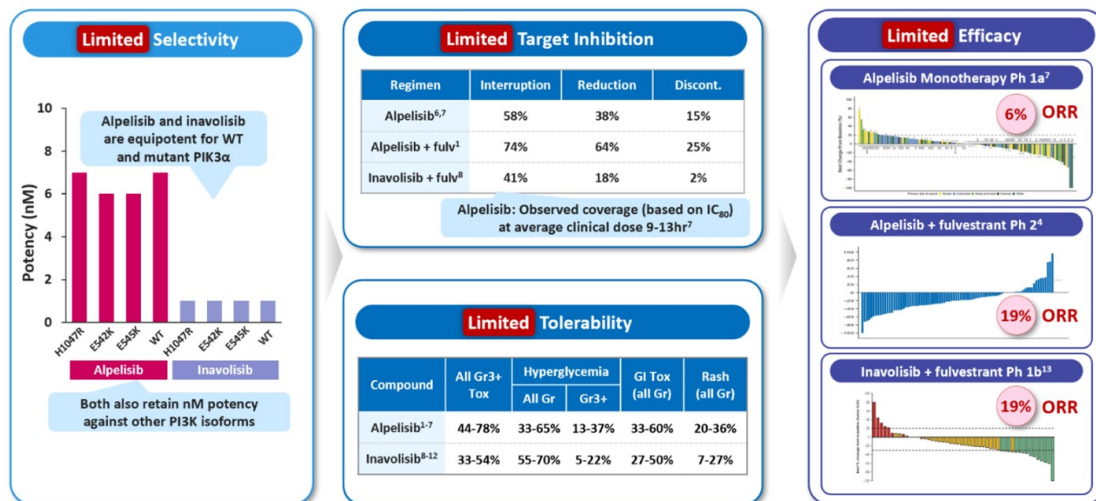 Limited Selectivity
10
8
6
4
2
0
Potency (nM)
Alpelisib and inavolisib
are equipotent for WT
and mutant PIK3α
H1047R
E542K
E545K
WT
H1047R
E542K
E545K
WT
Alpelisib
Inavolisib
Both also retain nM potency
against other PI3K isoforms
Limited Target Inhibition
Regimen Interruption Reduction Discont.
Alpelisib6,7 58% 38% 15%
Alpelisib + fulv1 74% 64% 25%
Inavolisib + fulv8 41% 18% 2%
Alpelisib: Observed coverage (based on IC80)
at average clinical dose 9-13hr7
Limited Tolerability
Compound All Gr3+ Tox Hyperglycemia GI Tox (all Gr) Rash (all Gr)
All Gr Gr3+
Alpelisib1-7 44-78% 33-65% 13-37% 33-60% 20-36%
Inavolisib8-12 33-54% 55-70% 5-22% 27-50% 7-27%
Limited Efficacy
Alpelisib Monotherapy Ph 1a7
6% ORR
Alpelisib + fulvestrant Ph 24
19% ORR
Inavolisib + fulvestrant Ph 1b13
19% ORR